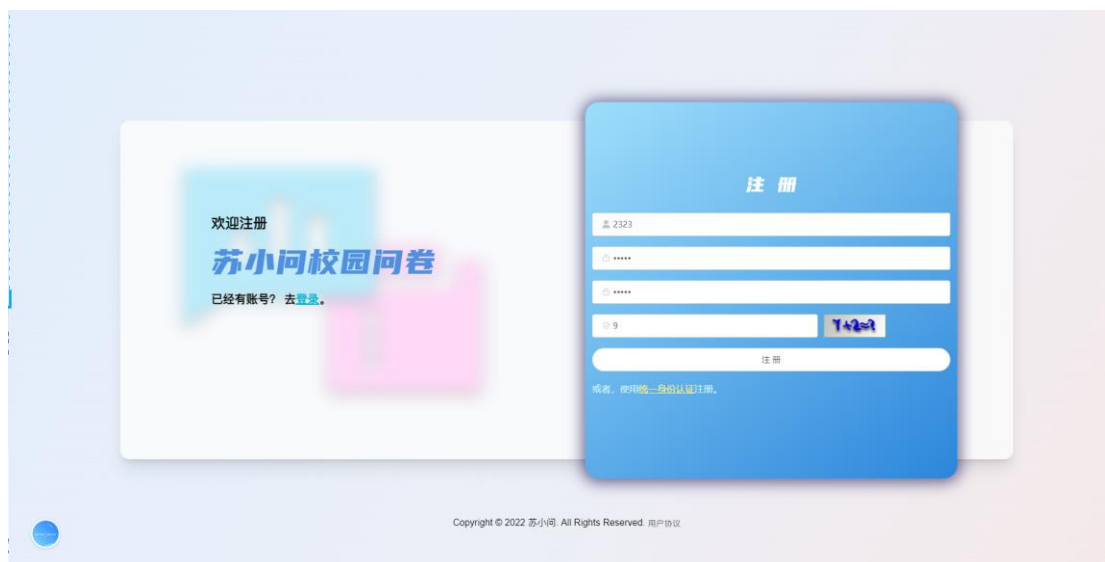 欢迎注册
苏小问校园问卷
已经有账号? 去登录。
注 册
2323
•••••
•••••
9
7+2=?
注册
或者，使用统一身份认证注册。
Copyright © 2022 苏小问. All Rights Reserved. 用户协议